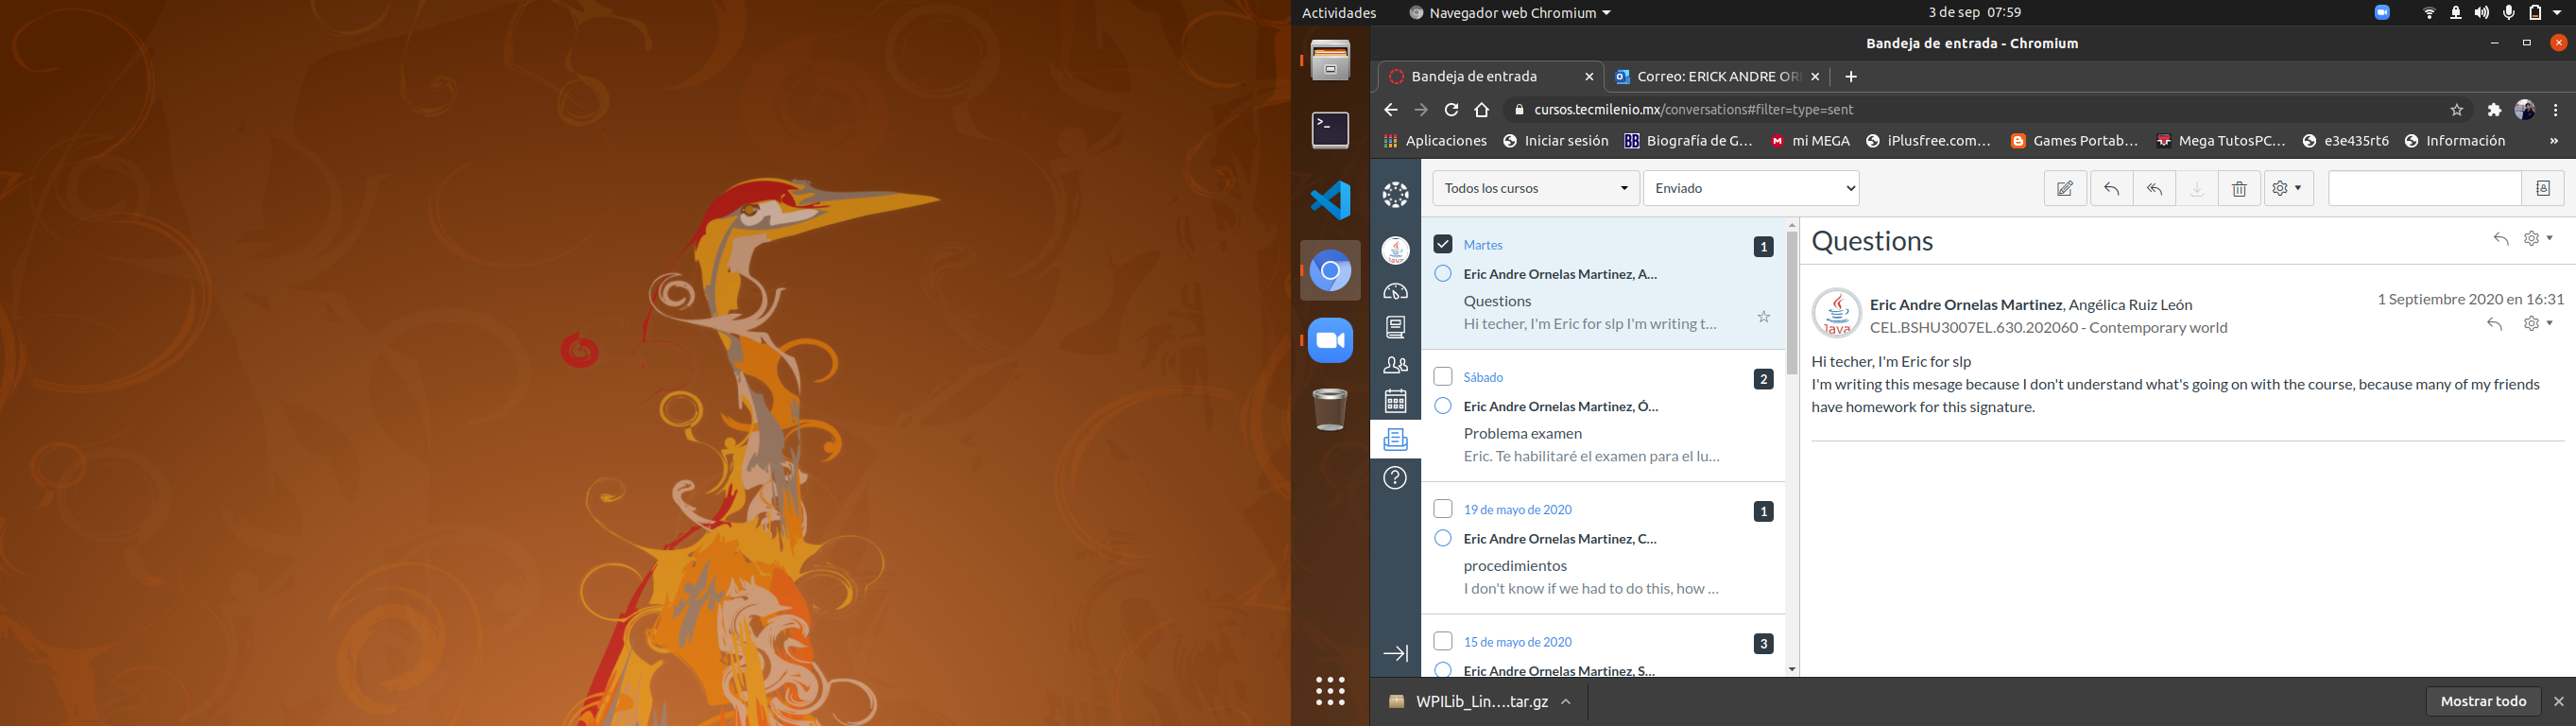 Actividades
Navegador web Chromium
3 de sep 07:59
Bandeja de entrada - Chromium
Bandeja de entrada
Correo: ERICK ANDRE OR
cursos.tecmilenio.mx/conversations#filter=type=sent
Aplicaciones
Iniciar sesión
BB
Biografía de G...
M
mi MEGA
iPlusfree.com...
Games Portab...
Mega TutosPC...
e3e435rt6
Información
»
Todos los cursos
Enviado
Martes
1
Eric Andre Ornelas Martinez, A...
Questions
Hi techer, I'm Eric for slp I'm writing t...
Sábado
2
Eric Andre Ornelas Martinez, Ó...
Problema examen
Eric. Te habilitaré el examen para el lu...
19 de mayo de 2020
1
Eric Andre Ornelas Martinez, C...
procedimientos
I don't know if we had to do this, how ...
15 de mayo de 2020
3
Eric Andre Ornelas Martinez, S...
Questions
Java
Eric Andre Ornelas Martinez, Angélica Ruiz León
1 Septiembre 2020 en 16:31
CEL.BSHU3007EL.630.202060 - Contemporary world
Hi techer, I'm Eric for slp
I'm writing this mesage because I don't understand what's going on with the course, because many of my friends
have homework for this signature.
WPILib_Lin....tar.gz
Mostrar todo